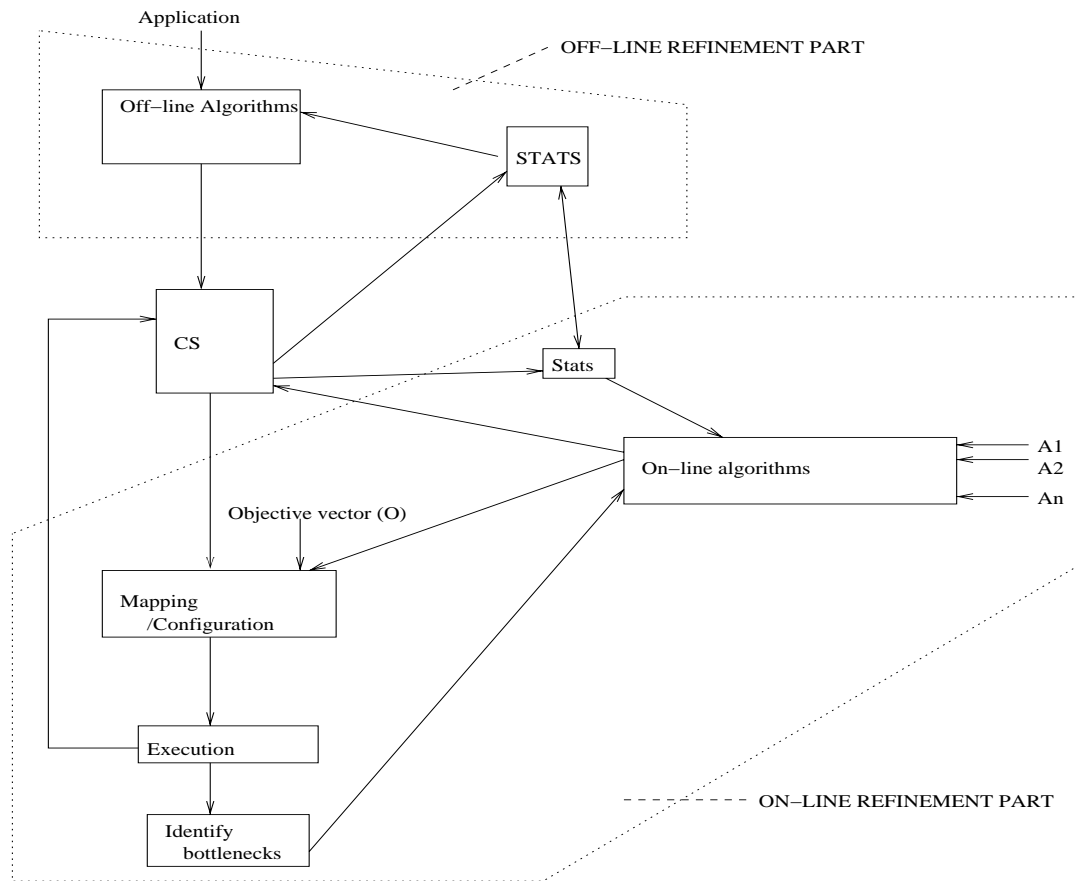 Application
OFF−LINE REFINEMENT PART
Off−line Algorithms
STATS
CS
Stats
On−line algorithms
A1
A2
An
Objective vector (O)
Mapping
/Configuration
Execution
Identify
bottlenecks
ON−LINE REFINEMENT PART